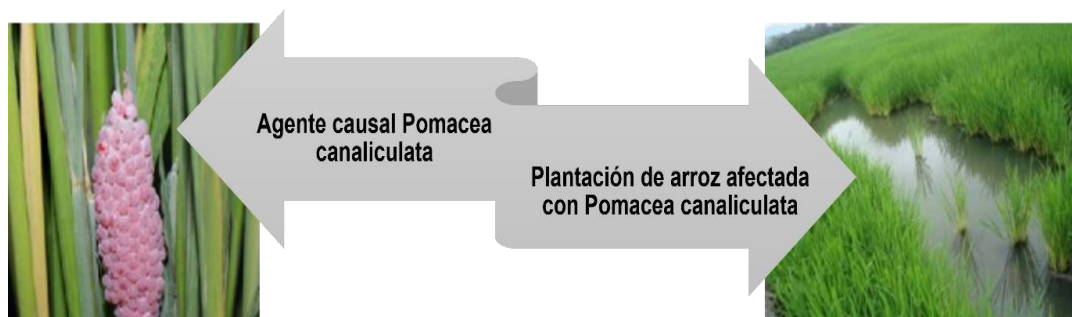 Agente causal Pomacea
canaliculata
Plantación de arroz afectada
con Pomacea canaliculata